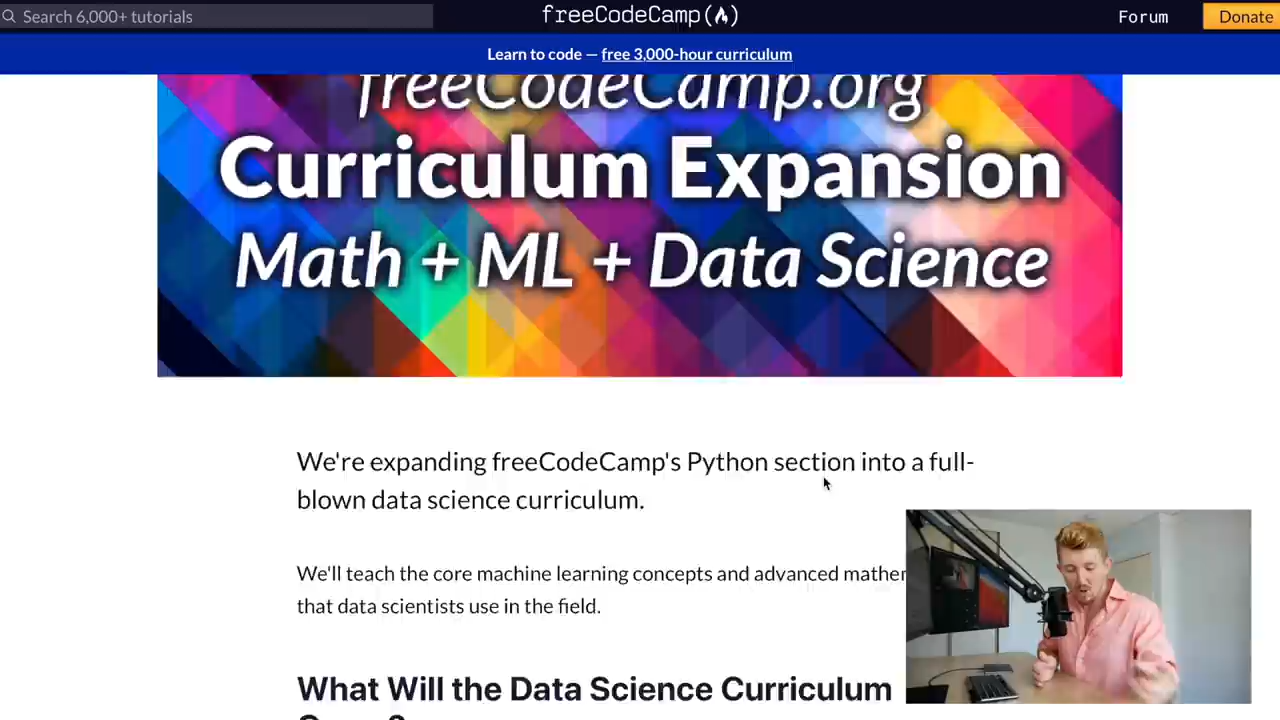 Search 6,000+ tutorials
freeCodeCamp(🔥)
Forum
Donate
Learn to code — free 3,000-hour curriculum
freeCodeCamp.org
Curriculum Expansion
Math + ML + Data Science
We're expanding freeCodeCamp's Python section into a full-
blown data science curriculum.
We'll teach the core machine learning concepts and advanced
that data scientists use in the field.
What Will the Data Science Curriculum